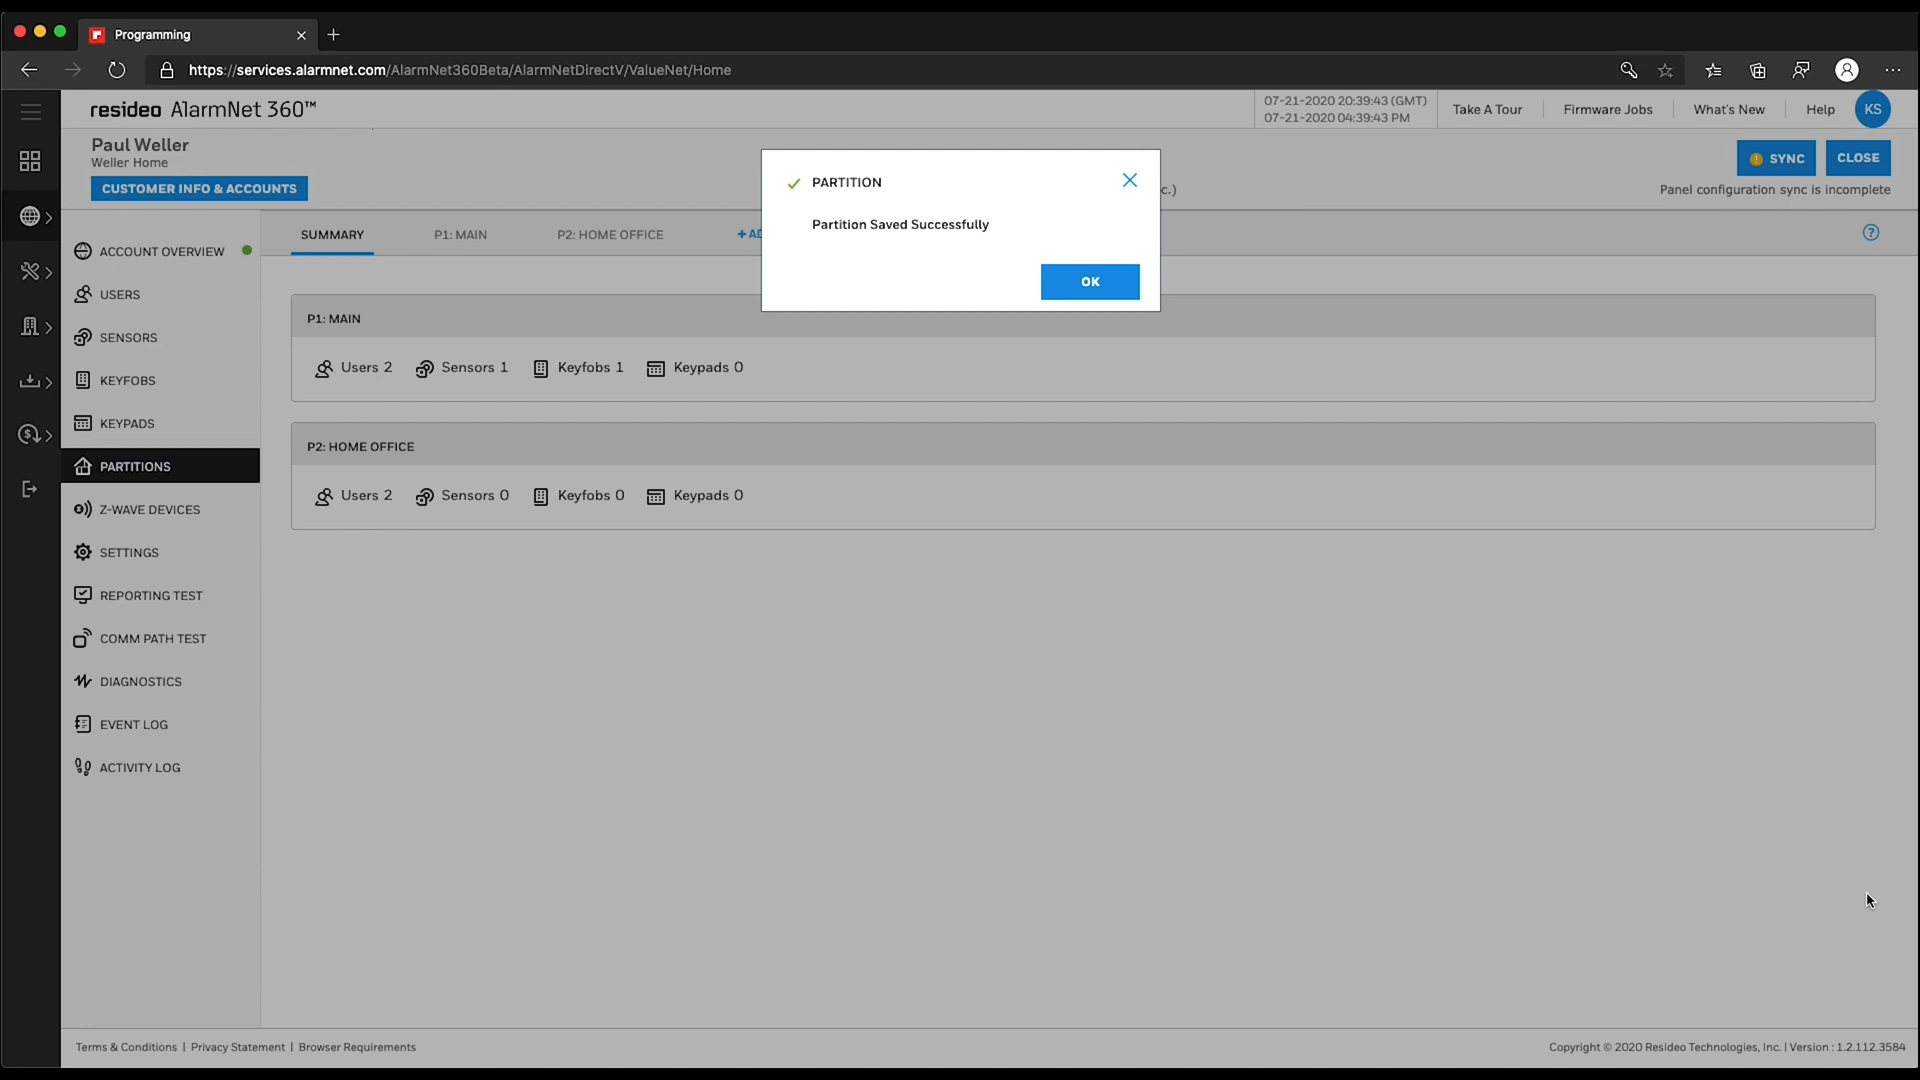 Programming
https://services.alarmnet.com/AlarmNet360Beta/AlarmNetDirectV/ValueNet/Home
resideo AlarmNet 360™
07-21-2020 20:39:43 (GMT)
07-21-2020 04:39:43 PM
Take A Tour
Firmware Jobs
What's New
Help
KS
Paul Weller
Weller Home
CUSTOMER INFO & ACCOUNTS
SYNC
CLOSE
c.)
Panel configuration sync is incomplete
PARTITION
Partition Saved Successfully
OK
ACCOUNT OVERVIEW
USERS
SENSORS
KEYFOBS
KEYPADS
PARTITIONS
Z-WAVE DEVICES
SETTINGS
REPORTING TEST
COMM PATH TEST
DIAGNOSTICS
EVENT LOG
ACTIVITY LOG
SUMMARY
P1: MAIN
P2: HOME OFFICE
+AD
P1: MAIN
Users 2 Sensors 1 Keyfobs 1 Keypads 0
P2: HOME OFFICE
Users 2 Sensors 0 Keyfobs 0 Keypads 0
Terms & Conditions | Privacy Statement | Browser Requirements
Copyright © 2020 Resideo Technologies, Inc. | Version : 1.2.112.3584